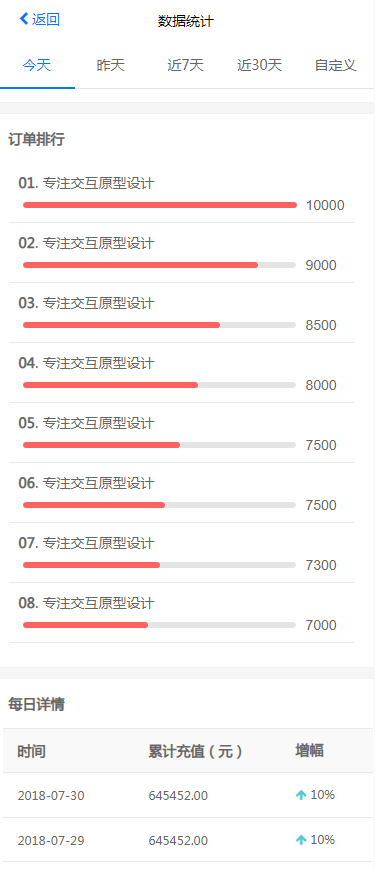 返回 数据统计
今天 昨天 近7天 近30天 自定义
订单排行
01. 专注交互原型设计
10000
02. 专注交互原型设计
9000
03. 专注交互原型设计
8500
04. 专注交互原型设计
8000
05. 专注交互原型设计
7500
06. 专注交互原型设计
7500
07. 专注交互原型设计
7300
08. 专注交互原型设计
7000
每日详情
时间 累计充值（元） 增幅
2018-07-30 645452.00 10%
2018-07-29 645452.00 10%